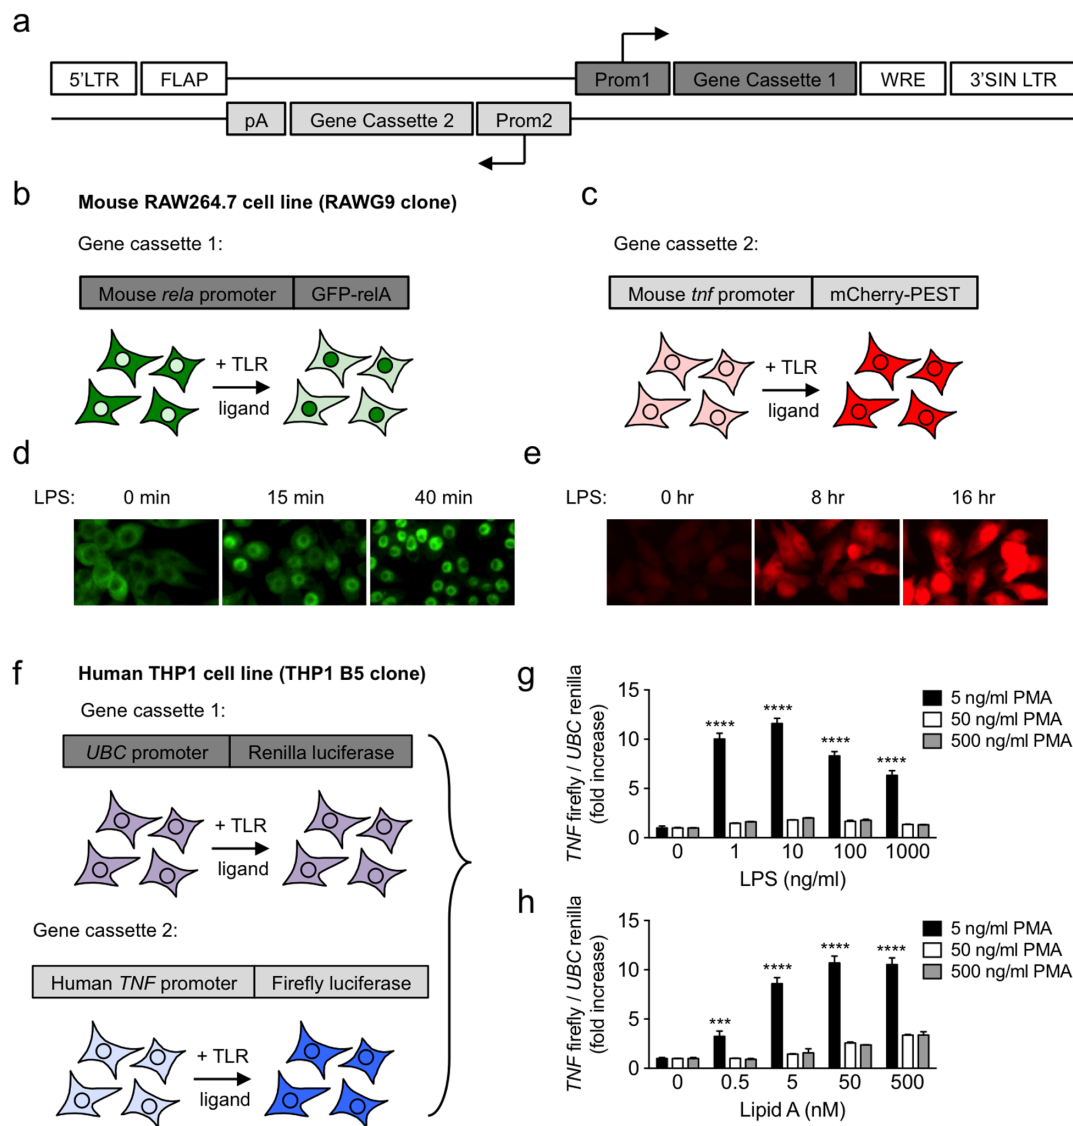 a
5'LTR FLAP Prom1 Gene Cassette 1 WRE 3'SIN LTR
pA Gene Cassette 2 Prom2
b Mouse RAW264.7 cell line (RAWG9 clone)
Gene cassette 1:
Mouse rela promoter GFP-relA
+ TLR
ligand
c
Gene cassette 2:
Mouse tnf promoter mCherry-PEST
+ TLR
ligand
d
LPS: 0 min 15 min 40 min
e
LPS: 0 hr 8 hr 16 hr
f Human THP1 cell line (THP1 B5 clone)
Gene cassette 1:
UBC promoter Renilla luciferase
+ TLR
ligand
Gene cassette 2:
Human TNF promoter Firefly luciferase
+ TLR
ligand
g
TNF firefly / UBC renilla
(fold increase)
15
10
5
0
**** **** **** ****
5 ng/ml PMA
50 ng/ml PMA
500 ng/ml PMA
0 1 10 100 1000
LPS (ng/ml)
h
TNF firefly / UBC renilla
(fold increase)
15
10
5
0
*** **** **** ****
5 ng/ml PMA
50 ng/ml PMA
500 ng/ml PMA
0 0.5 5 50 500
Lipid A (nM)